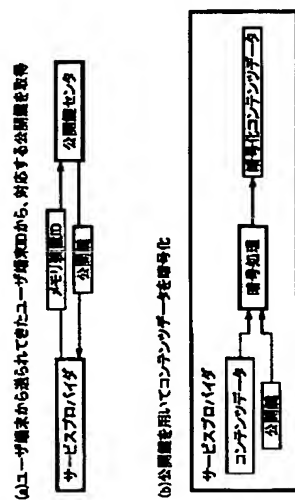 (a)ユーザ端末から送られてきたユーザ端末IDから、対応する公開鍵を取得
サービスプロバイダ
メモリ装置ID
公開鍵
公開鍵センタ
(b)公開鍵を用いてコンテンツデータを暗号化
サービスプロバイダ
コンテンツデータ
公開鍵
暗号処理
暗号化コンテンツデータ